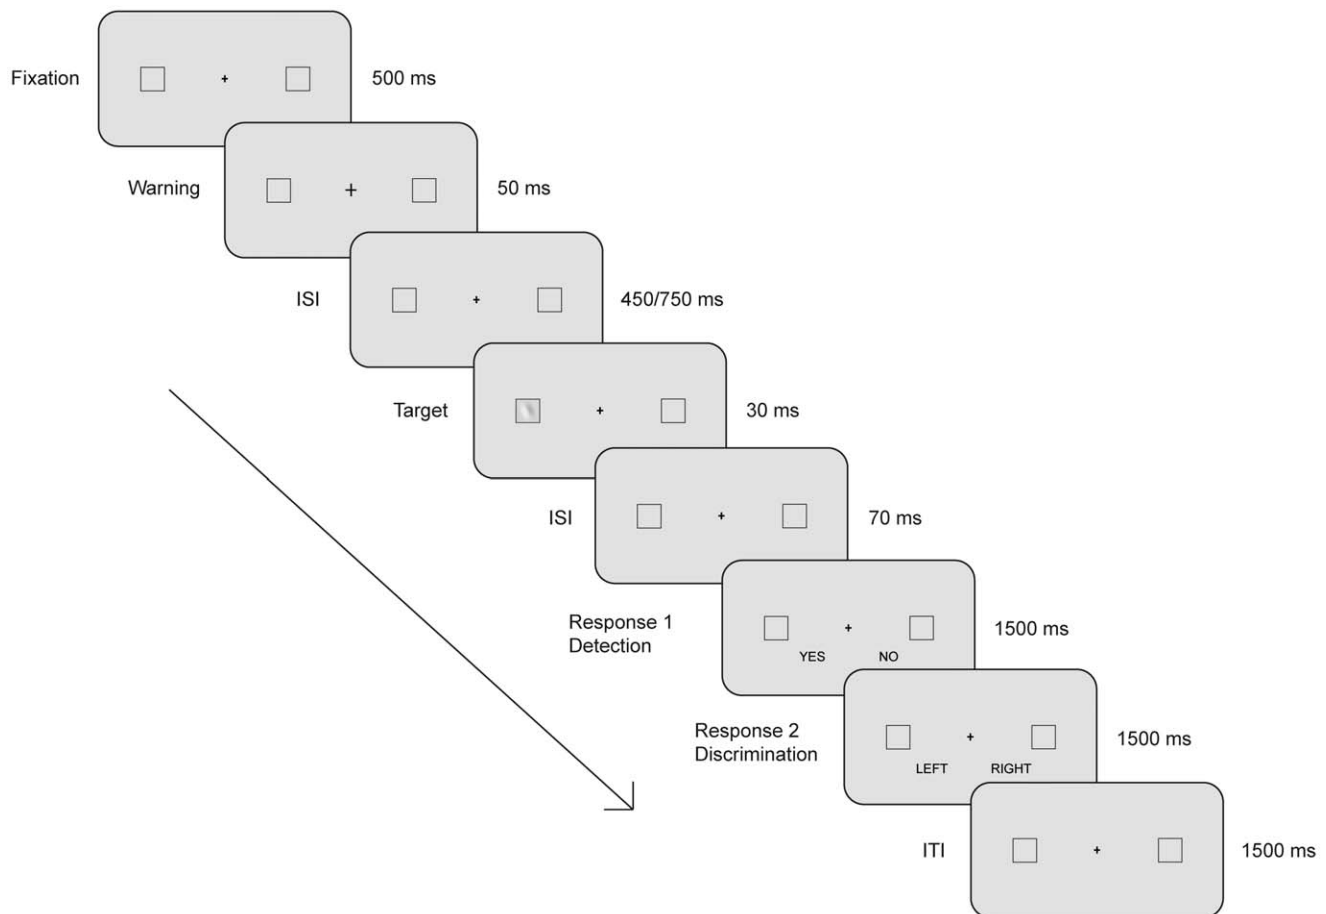 Fixation
500 ms
Warning
50 ms
ISI
450/750 ms
Target
30 ms
ISI
70 ms
Response 1
Detection
YES NO
1500 ms
Response 2
Discrimination
LEFT RIGHT
1500 ms
ITI
1500 ms